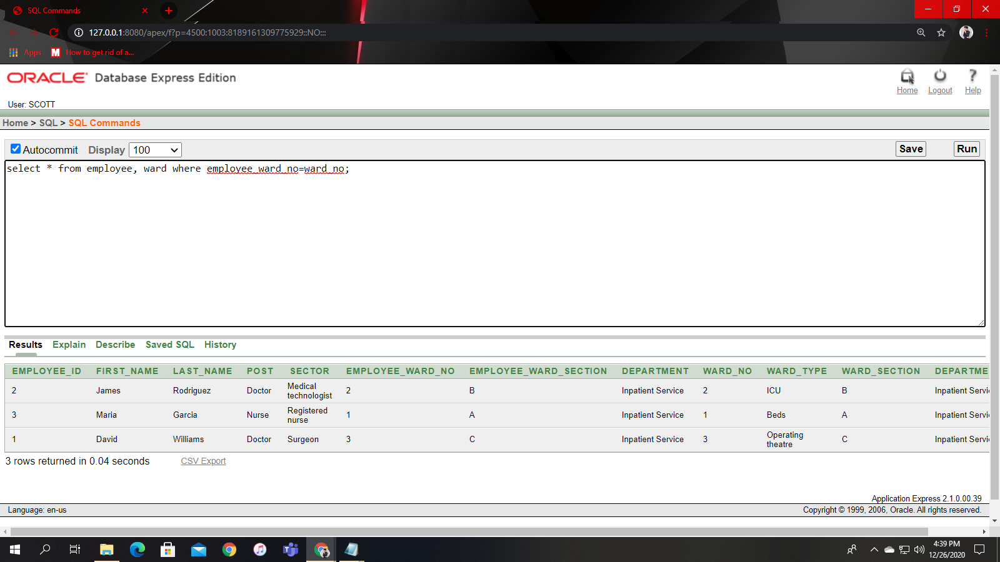 SQL Commands
127.0.0.1:8080/apex/f?p=4500:1003:8189161309775929::NO:::
Apps
M How to get rid of a...
ORACLE Database Express Edition
Home Logout Help
User: SCOTT
Home > SQL > SQL Commands
Autocommit Display 100 Save Run
select * from employee, ward where employee_ward_no=ward_no;
Results Explain Describe Saved SQL History
EMPLOYEE_ID FIRST_NAME LAST_NAME POST SECTOR EMPLOYEE_WARD_NO EMPLOYEE_WARD_SECTION DEPARTMENT WARD_NO WARD_TYPE WARD_SECTION DEPARTME
2 James Rodriguez Doctor Medical technologist 2 B Inpatient Service 2 ICU B Inpatient Servi
3 Maria Garcia Nurse Registered nurse 1 A Inpatient Service 1 Beds A Inpatient Servi
1 David Williams Doctor Surgeon 3 C Inpatient Service 3 Operating theatre C Inpatient Servi
3 rows returned in 0.04 seconds CSV Export
Application Express 2.1.0.00.39
Language: en-us Copyright © 1999, 2006, Oracle. All rights reserved.
4:39 PM
12/26/2020